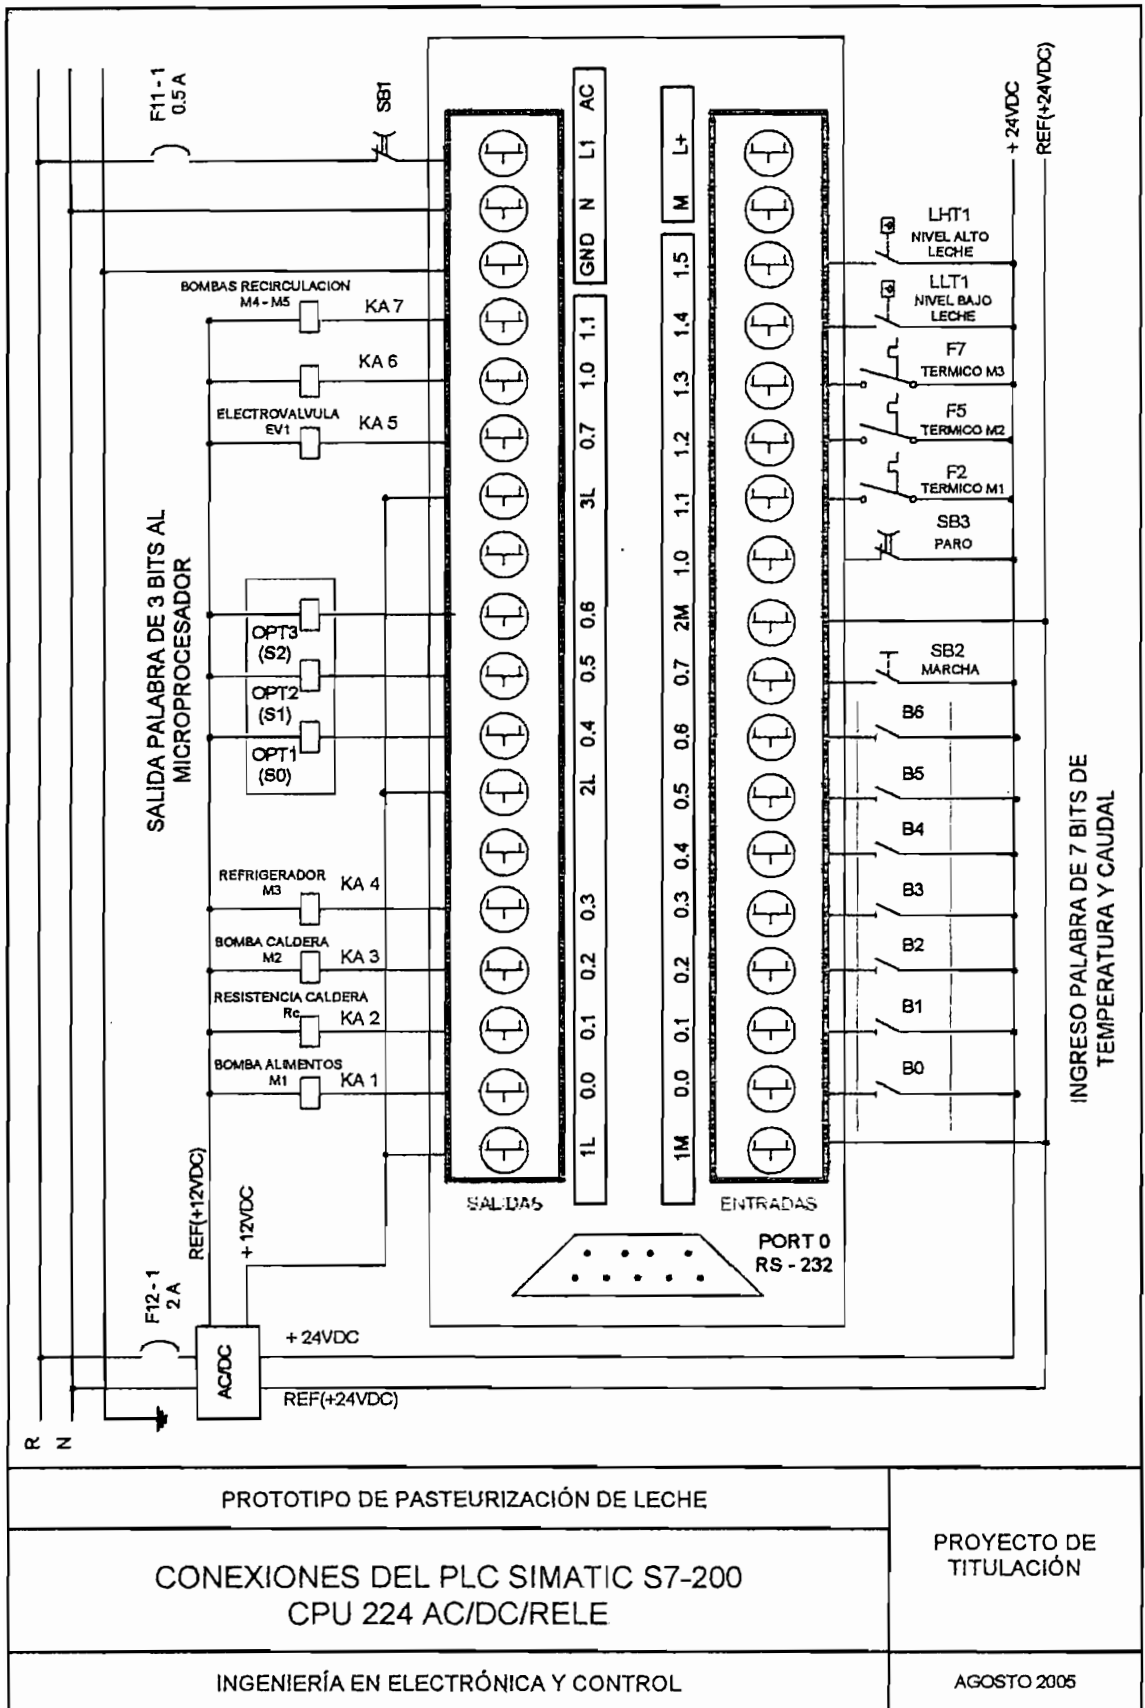 F11 - 1
0.5 A
SB1
AC
L1
N
GND
1.1
1.0
0.7
3L
0.6
0.5
0.4
2L
0.3
0.2
0.1
0.0
1L
L+
M
1.5
1.4
1.3
1.2
1.1
1.0
2M
0.7
0.6
0.5
0.4
0.3
0.2
0.1
0.0
1M
+ 24VDC
REF(+24VDC)
BOMBAS RECIRCULACION
M4 - M5
KA 7
KA 6
ELECTROVALVULA
EV1
KA 5
SALIDA PALABRA DE 3 BITS AL
MICROPROCESADOR
OPT3
(S2)
OPT2
(S1)
OPT1
(S0)
REFRIGERADOR
M3
KA 4
BOMBA CALDERA
M2
KA 3
RESISTENCIA CALDERA
Rc
KA 2
BOMBA ALIMENTOS
M1
KA 1
LHT1
NIVEL ALTO
LECHE
LLT1
NIVEL BAJO
LECHE
F7
TERMICO M3
F5
TERMICO M2
F2
TERMICO M1
SB3
PARO
SB2
MARCHA
B6
B5
B4
B3
B2
B1
B0
INGRESO PALABRA DE 7 BITS DE
TEMPERATURA Y CAUDAL
SALIDAS
ENTRADAS
PORT 0
RS - 232
REF(+12VDC)
+ 12VDC
F12 - 1
2 A
AC/DC
+ 24VDC
REF(+24VDC)
R
N
PROTOTIPO DE PASTEURIZACIÓN DE LECHE
CONEXIONES DEL PLC SIMATIC S7-200
CPU 224 AC/DC/RELE
PROYECTO DE
TITULACIÓN
INGENIERÍA EN ELECTRÓNICA Y CONTROL
AGOSTO 2005